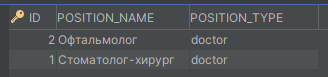 ID POSITION_NAME POSITION_TYPE
2 Офтальмолог doctor
1 Стоматолог-хирург doctor